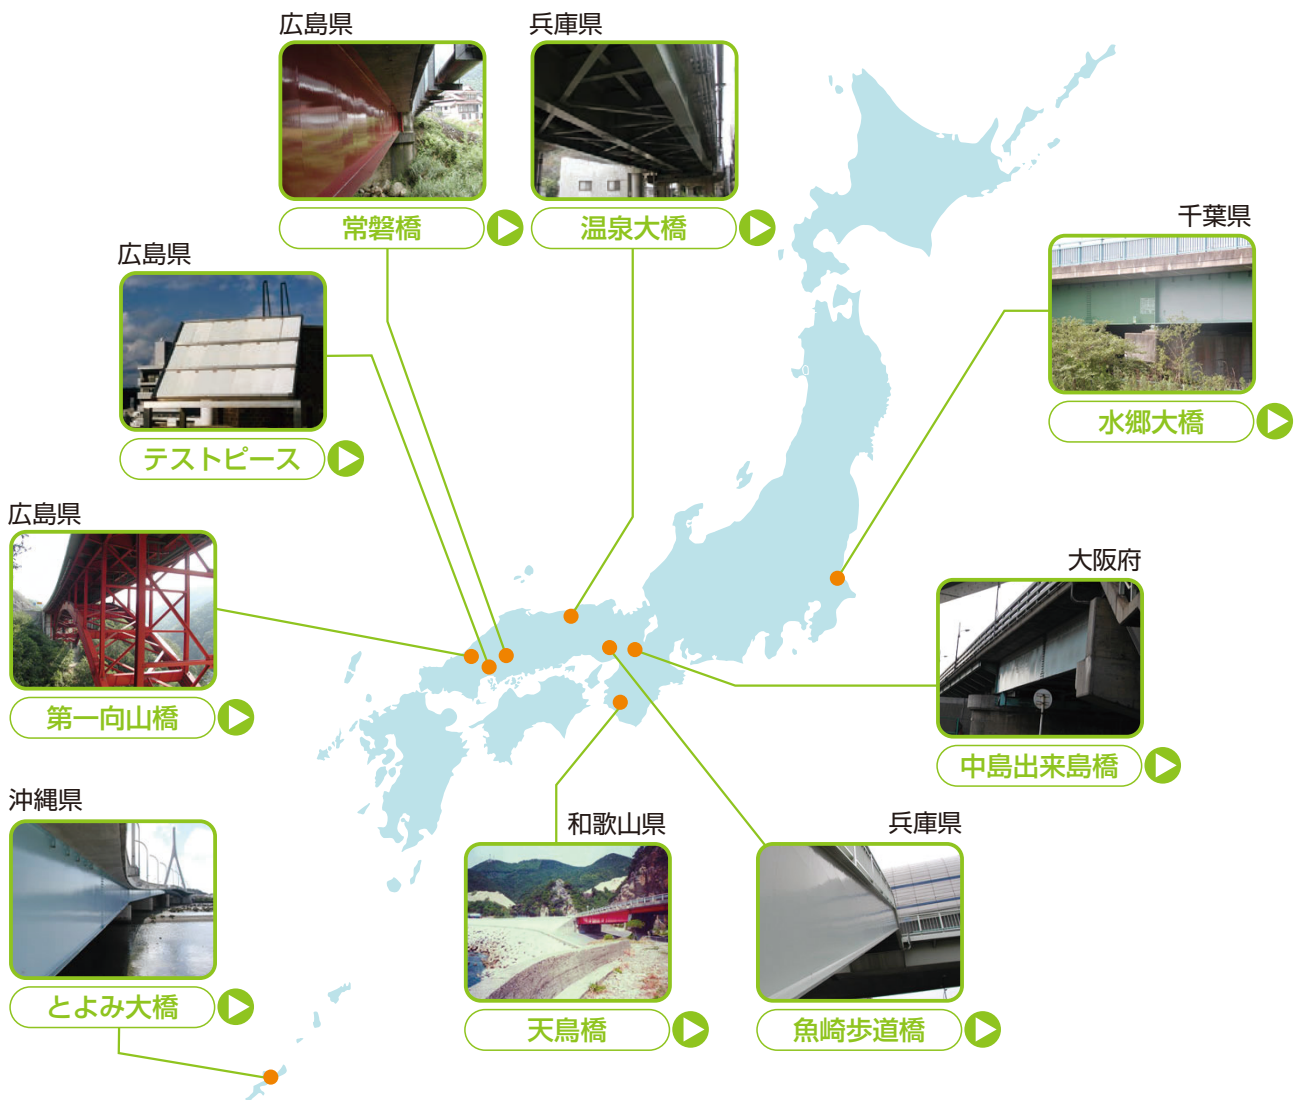 広島県
常磐橋
兵庫県
温泉大橋
千葉県
水郷大橋
広島県
テストピース
広島県
第一向山橋
大阪府
中島出来島橋
沖縄県
とよみ大橋
和歌山県
天鳥橋
兵庫県
魚崎歩道橋